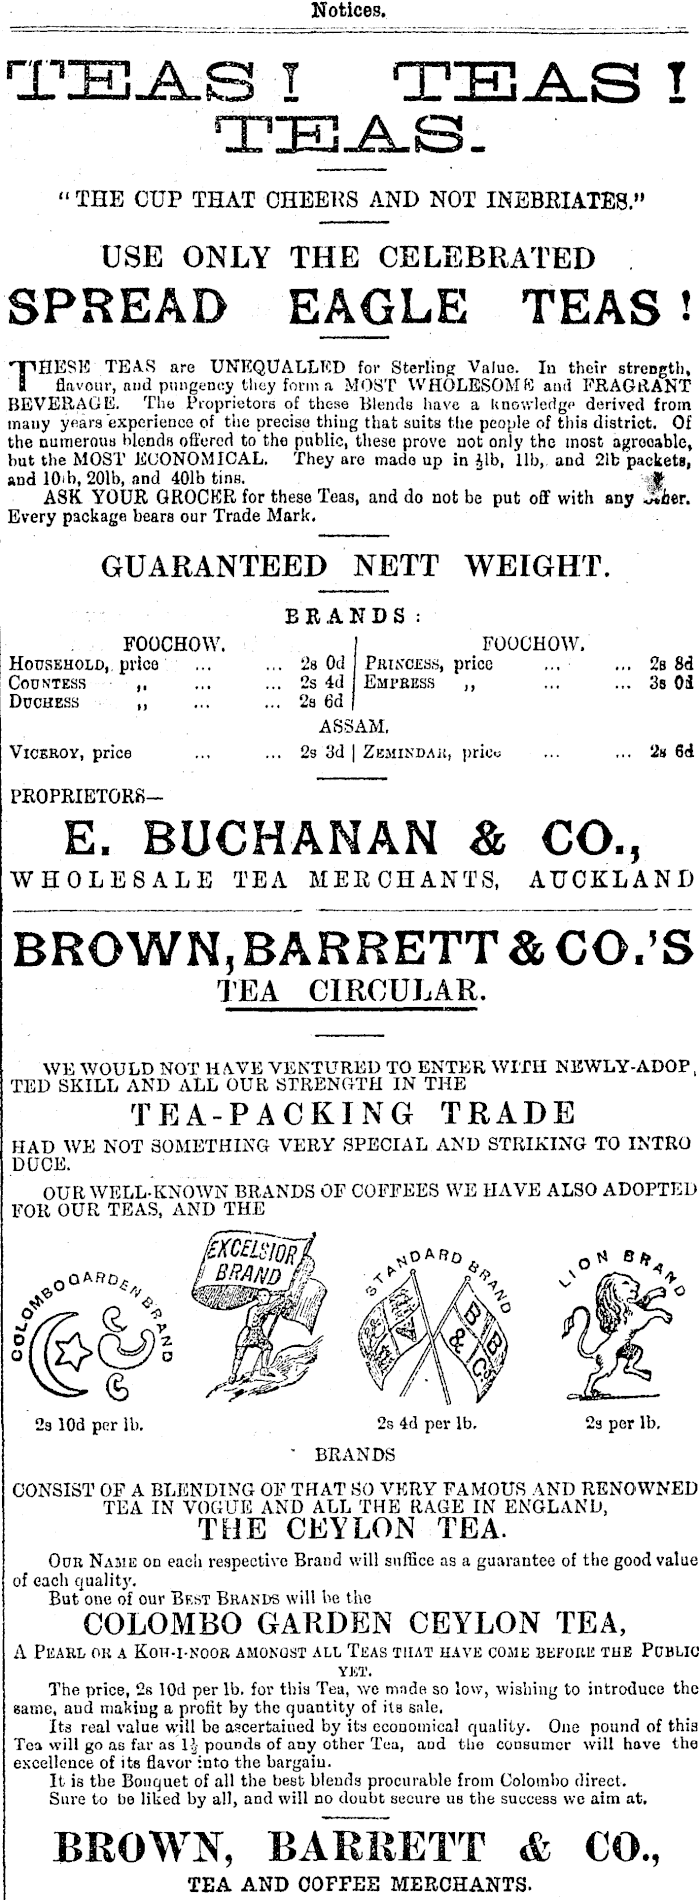 Notices.
TEAS! TEAS!
TEAS.
"THE CUP THAT CHEERS AND NOT INEBRIATES."
USE ONLY THE CELEBRATED
SPREAD EAGLE TEAS!
THESE TEAS are UNEQUALLED for Sterling Value. In their strength,
flavour, and pungency they form a MOST WHOLESOME and FRAGRANT
BEVERAGE. The Proprietors of these Blends have a knowledge derived from
many years experience of the precise thing that suits the people of this district. Of
the numerous blends offered to the public, these prove not only the most agreeable,
but the MOST ECONOMICAL. They are made up in ½lb, 1lb, and 2lb packets,
and 10lb, 20lb, and 40lb tins.
ASK YOUR GROCER for these Teas, and do not be put off with any other.
Every package bears our Trade Mark.
GUARANTEED NETT WEIGHT.
BRANDS:
FOOCHOW. FOOCHOW.
HOUSEHOLD, price ... ... 2s 0d | PRINCESS, price ... ... 2s 8d
COUNTESS ,, ... ... 2s 4d | EMPRESS ,, ... ... 3s 0d
DUCHESS ,, ... ... 2s 6d |
ASSAM.
VICEROY, price ... ... 2s 3d | ZEMINDAR, price ... ... 2s 6d
PROPRIETORS—
E. BUCHANAN & CO.,
WHOLESALE TEA MERCHANTS, AUCKLAND
BROWN, BARRETT & CO.'S
TEA CIRCULAR.
WE WOULD NOT HAVE VENTURED TO ENTER WITH NEWLY-ADOP
TED SKILL AND ALL OUR STRENGTH IN THE
TEA-PACKING TRADE
HAD WE NOT SOMETHING VERY SPECIAL AND STRIKING TO INTRO
DUCE.
OUR WELL-KNOWN BRANDS OF COFFEES WE HAVE ALSO ADOPTED
FOR OUR TEAS, AND THE
COLOMBO GARDEN BRAND
EXCELSIOR
BRAND
STANDARD BRAND
B B
& Co
LION BRAND
2s 10d per lb. 2s 4d per lb. 2s per lb.
BRANDS
CONSIST OF A BLENDING OF THAT SO VERY FAMOUS AND RENOWNED
TEA IN VOGUE AND ALL THE RAGE IN ENGLAND,
THE CEYLON TEA.
OUR NAME on each respective Brand will suffice as a guarantee of the good value
of each quality.
But one of our BEST BRANDS will be the
COLOMBO GARDEN CEYLON TEA,
A PEARL OR A KOH-I-NOOR AMONGST ALL TEAS THAT HAVE COME BEFORE THE PUBLIC
YET.
The price, 2s 10d per lb. for this Tea, we made so low, wishing to introduce the
same, and making a profit by the quantity of its sale.
Its real value will be ascertained by its economical quality. One pound of this
Tea will go as far as 1½ pounds of any other Tea, and the consumer will have the
excellence of its flavor into the bargain.
It is the Bouquet of all the best blends procurable from Colombo direct.
Sure to be liked by all, and will no doubt secure us the success we aim at.
BROWN, BARRETT & CO.,
TEA AND COFFEE MERCHANTS.